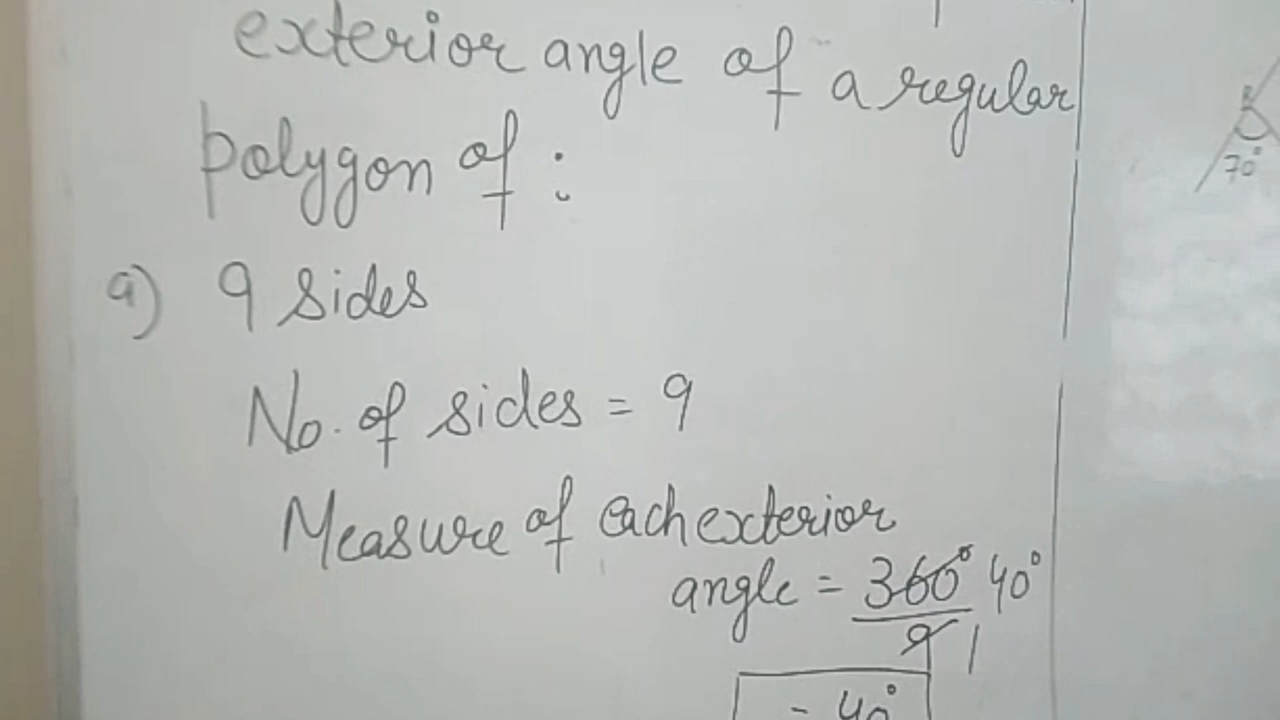 exterior angle of a regular
polygon of :
a) 9 sides
No. of sides = 9
Measure of each exterior
angle = 360° 40°
9 1
= 40°
70°